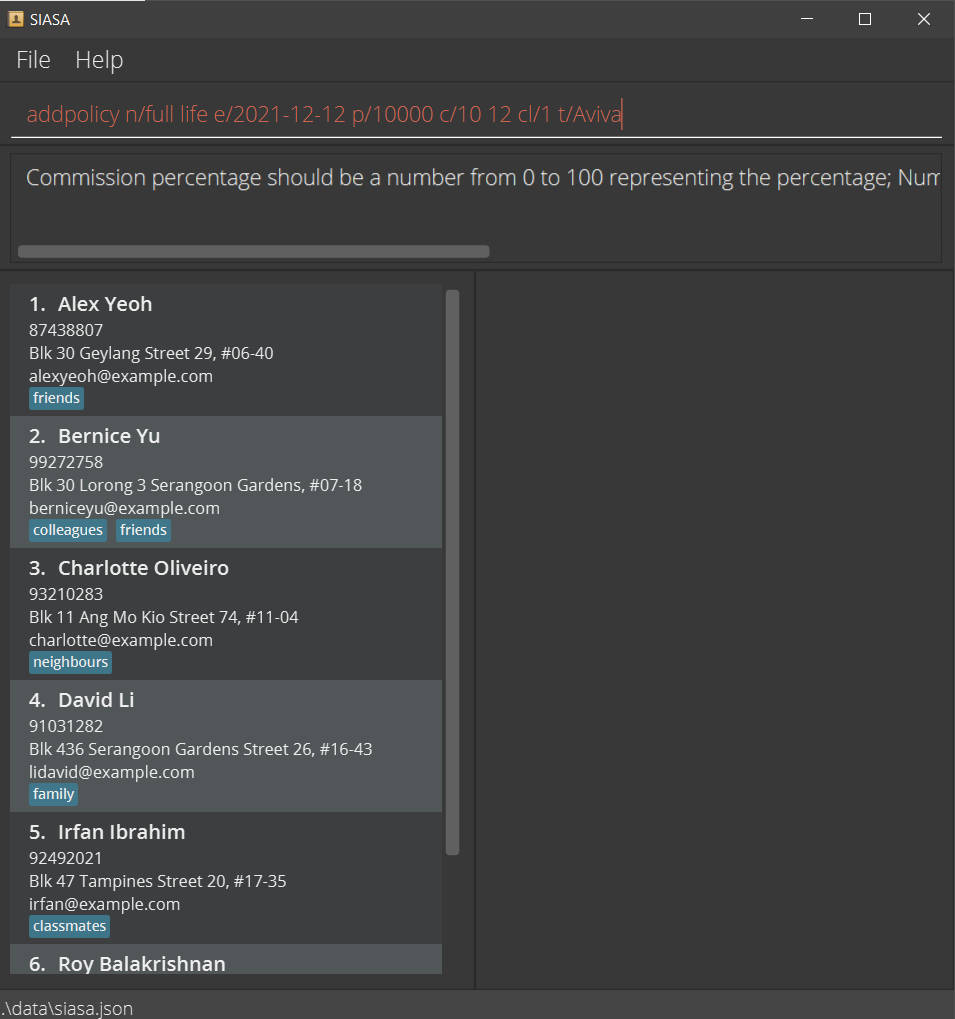 SIASA
File Help
addpolicy n/full life e/2021-12-12 p/10000 c/10 12 cl/1 t/Aviva
Commission percentage should be a number from 0 to 100 representing the percentage; Num
1. Alex Yeoh
87438807
Blk 30 Geylang Street 29, #06-40
alexyeoh@example.com
friends
2. Bernice Yu
99272758
Blk 30 Lorong 3 Serangoon Gardens, #07-18
berniceyu@example.com
colleagues friends
3. Charlotte Oliveiro
93210283
Blk 11 Ang Mo Kio Street 74, #11-04
charlotte@example.com
neighbours
4. David Li
91031282
Blk 436 Serangoon Gardens Street 26, #16-43
lidavid@example.com
family
5. Irfan Ibrahim
92492021
Blk 47 Tampines Street 20, #17-35
irfan@example.com
classmates
6. Roy Balakrishnan
.\data\siasa.json